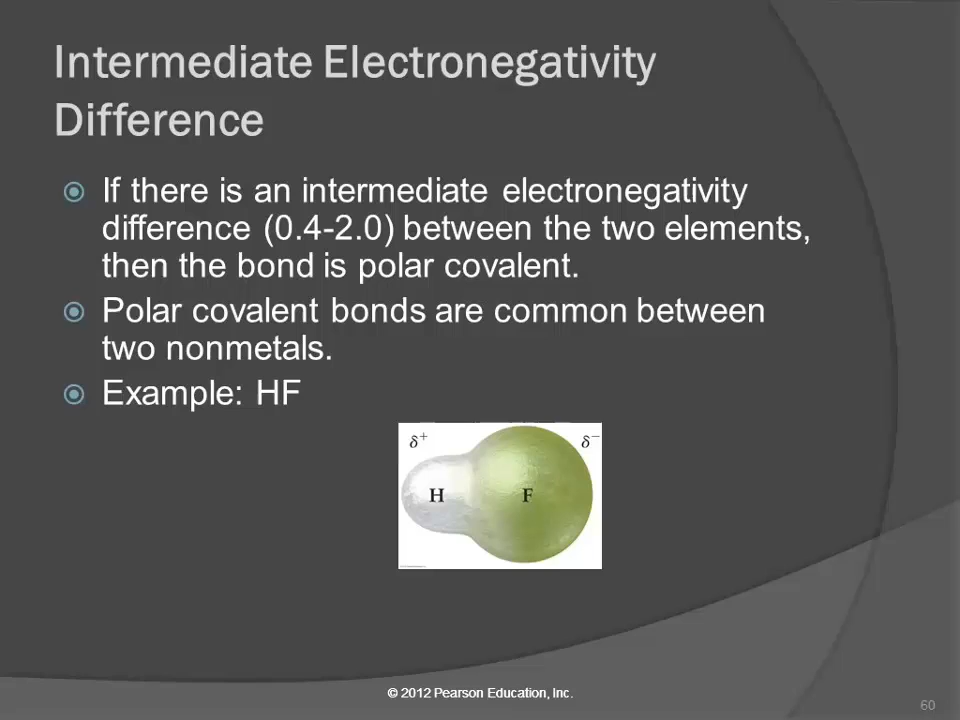 Intermediate Electronegativity
Difference
If there is an intermediate electronegativity
difference (0.4-2.0) between the two elements,
then the bond is polar covalent.
Polar covalent bonds are common between
two nonmetals.
Example: HF
δ+ δ−
H F
© 2012 Pearson Education, Inc.
60